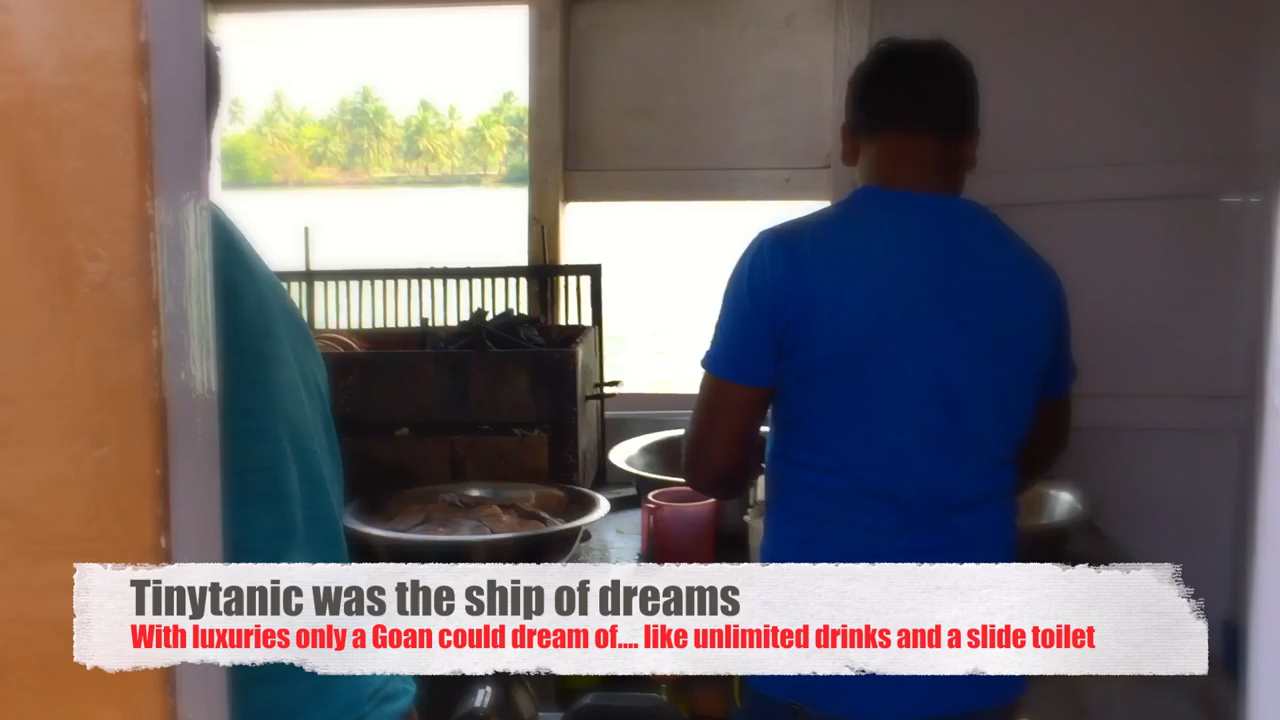 Tinytanic was the ship of dreams
With luxuries only a Goan could dream of.... like unlimited drinks and a slide toilet